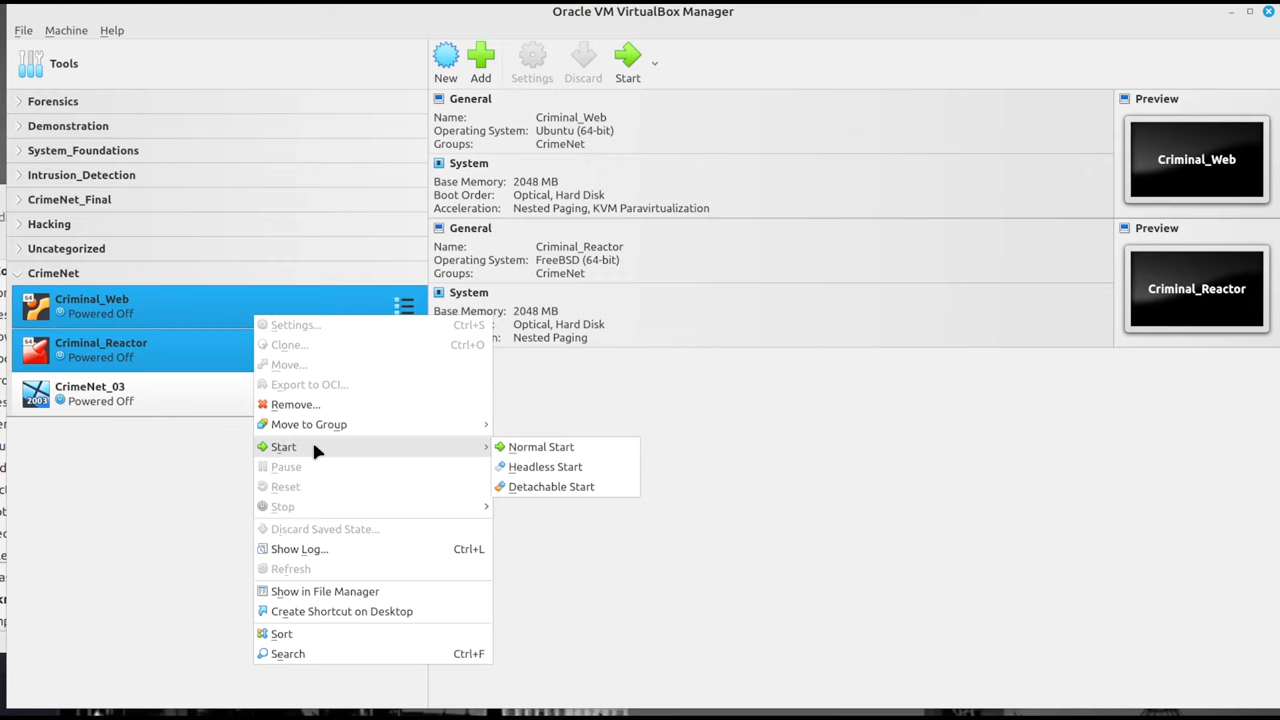 Oracle VM VirtualBox Manager
File Machine Help
Tools
New Add Settings Discard Start
Forensics
Demonstration
System_Foundations
Intrusion_Detection
CrimeNet_Final
Hacking
Uncategorized
CrimeNet
64
Criminal_Web
Powered Off
64
Criminal_Reactor
Powered Off
2003
CrimeNet_03
Powered Off
General
Name: Criminal_Web
Operating System: Ubuntu (64-bit)
Groups: CrimeNet
System
Base Memory: 2048 MB
Boot Order: Optical, Hard Disk
Acceleration: Nested Paging, KVM Paravirtualization
Preview
Criminal_Web
General
Name: Criminal_Reactor
Operating System: FreeBSD (64-bit)
Groups: CrimeNet
System
Base Memory: 2048 MB
Optical, Hard Disk
Nested Paging
Preview
Criminal_Reactor
Settings... Ctrl+S
Clone... Ctrl+O
Move...
Export to OCI...
Remove...
Move to Group
Start
Pause
Reset
Stop
Discard Saved State...
Show Log... Ctrl+L
Refresh
Show in File Manager
Create Shortcut on Desktop
Sort
Search Ctrl+F
Normal Start
Headless Start
Detachable Start